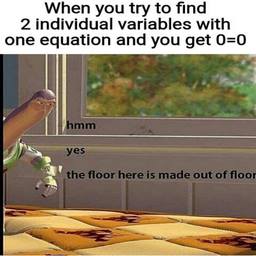 When you try to find
2 individual variables with
one equation and you get 0=0
hmm
yes
the floor here is made out of floor